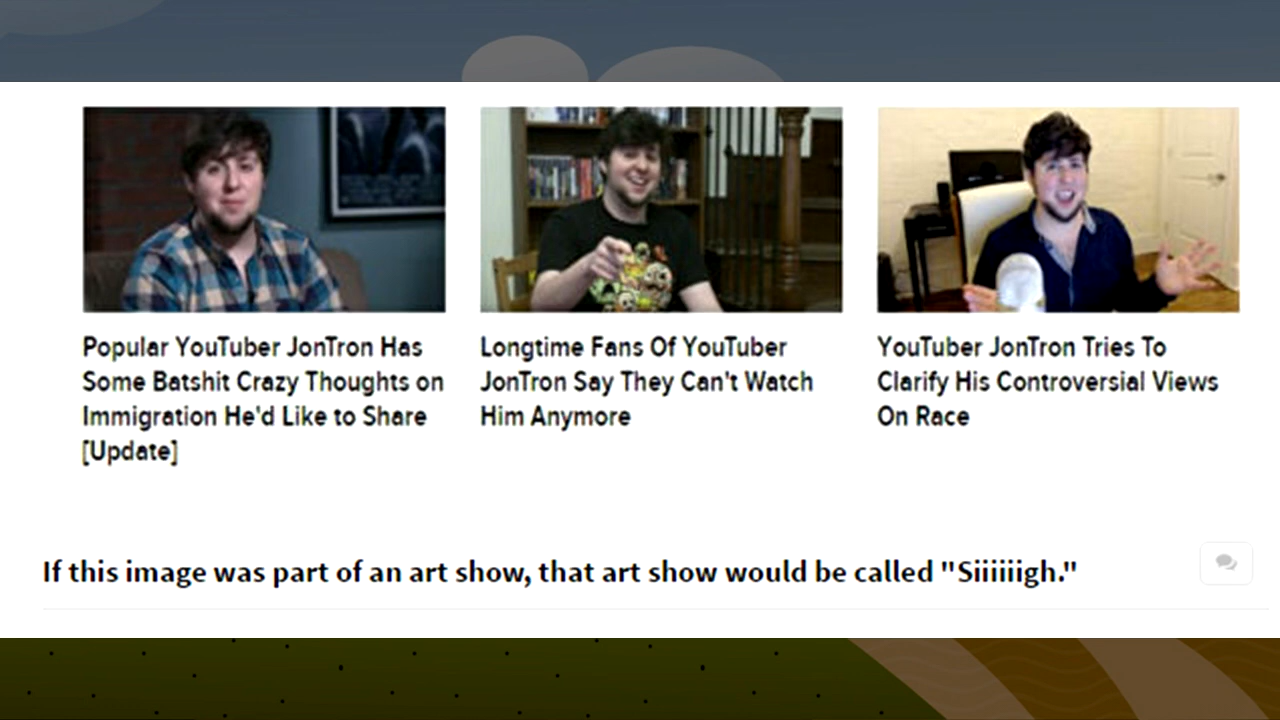 Popular YouTuber JonTron Has
Some Batshit Crazy Thoughts on
Immigration He'd Like to Share
[Update]
Longtime Fans Of YouTuber
JonTron Say They Can't Watch
Him Anymore
YouTuber JonTron Tries To
Clarify His Controversial Views
On Race
If this image was part of an art show, that art show would be called "Siiiiiigh."